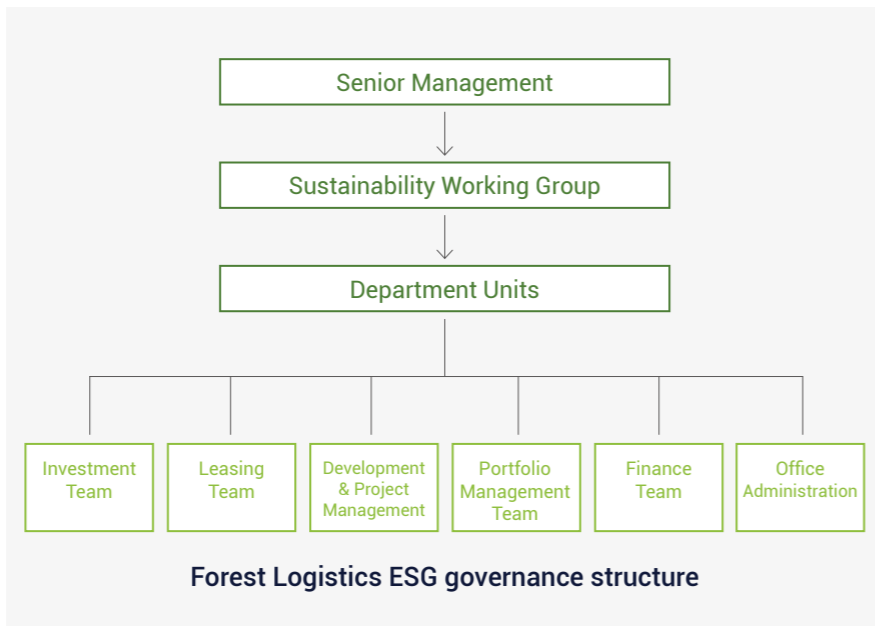 Senior Management
Sustainability Working Group
Department Units
Investment
Team
Leasing
Team
Development
& Project
Management
Portfolio
Management
Team
Finance
Team
Office
Administration
Forest Logistics ESG governance structure